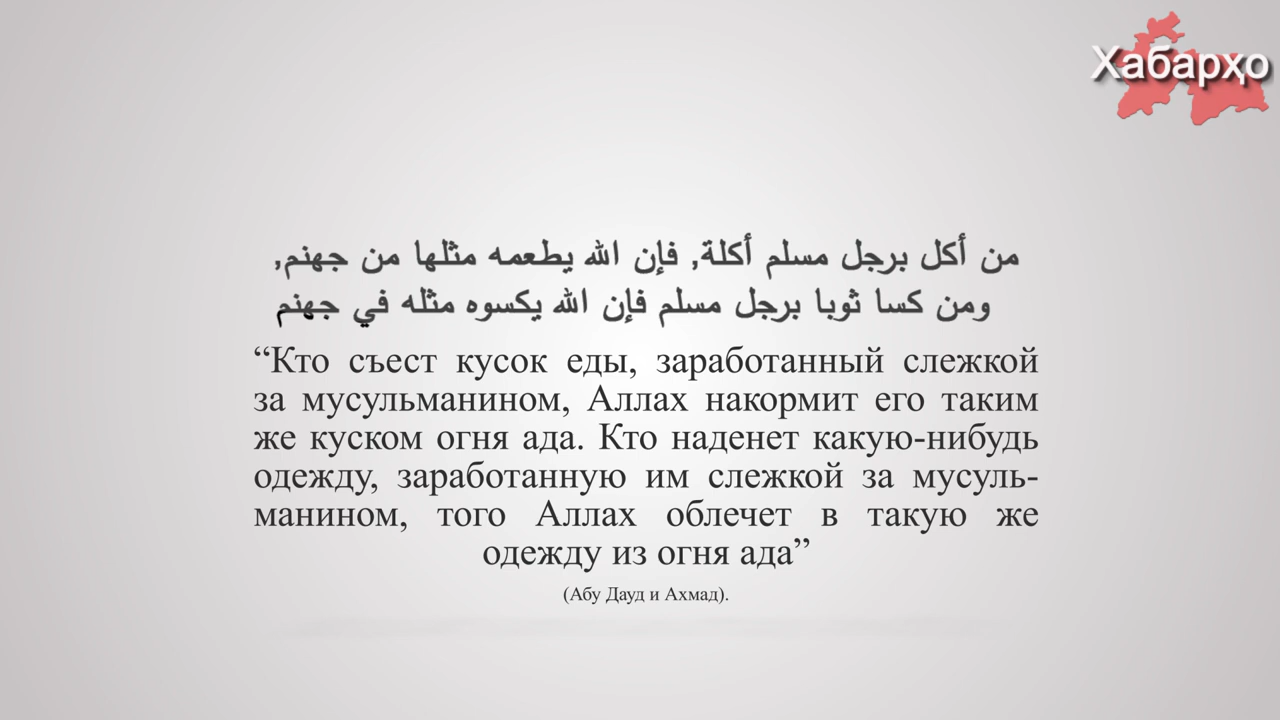 Хабарҳо
من أكل برجل مسلم أكلة, فإن الله يطعمه مثلها من جهنم,
ومن كسا ثوبا برجل مسلم فإن الله يكسوه مثله في جهنم
“Кто съест кусок еды, заработанный слежкой
за мусульманином, Аллах накормит его таким
же куском огня ада. Кто наденет какую-нибудь
одежду, заработанную им слежкой за мусуль-
манином, того Аллах облечет в такую же
одежду из огня ада”
(Абу Дауд и Ахмад).